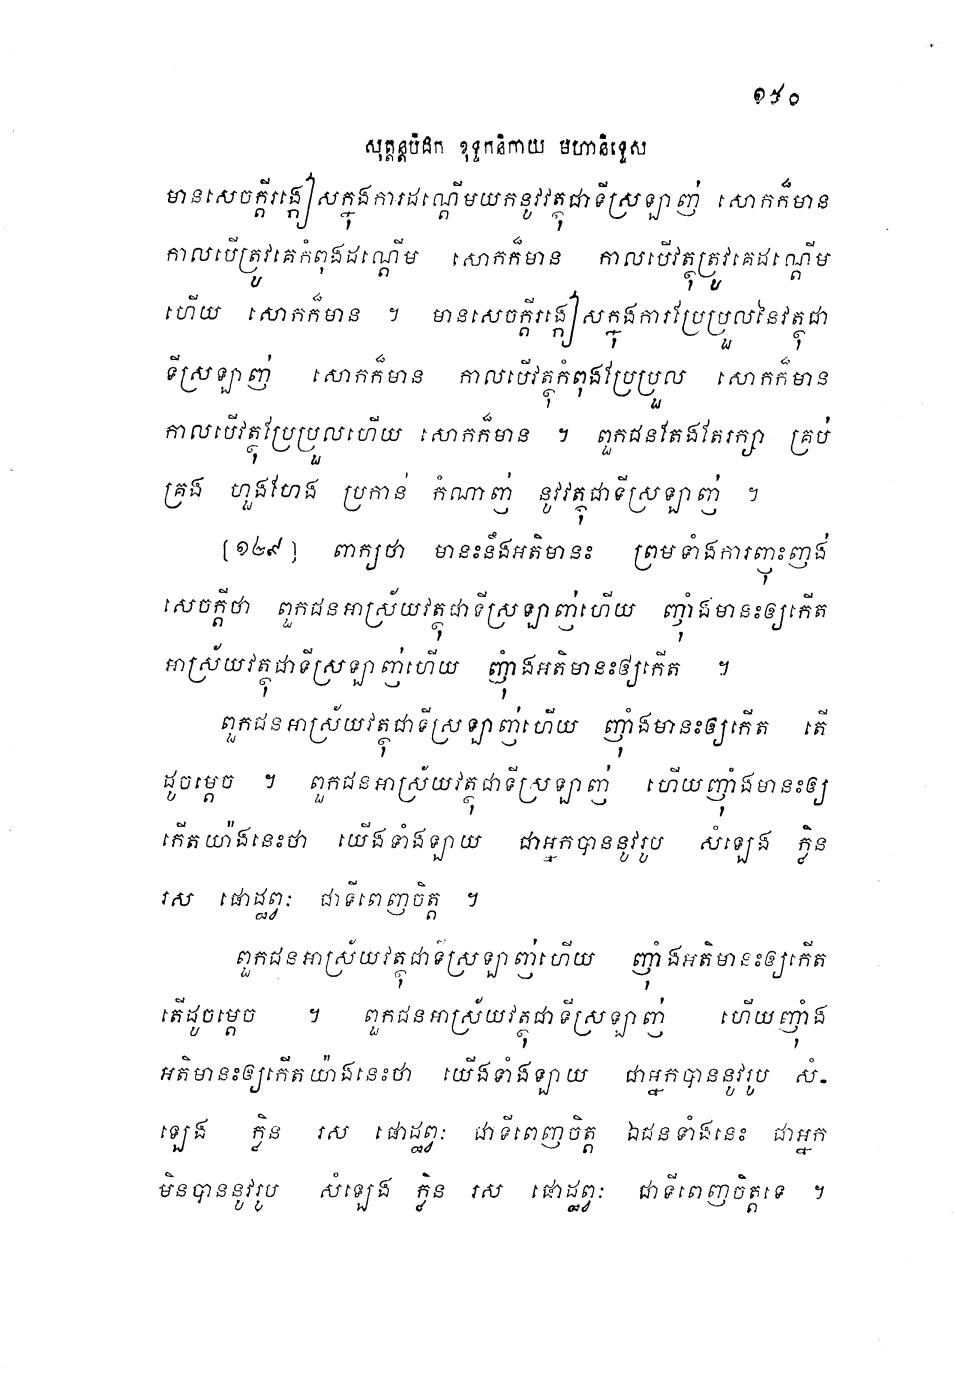 ១៩០
សុត្តន្តបិដក ខុទ្ទកនិកាយ មហានិទ្ទេស
មានសេចក្តីរង្គៀសក្នុងការដណ្តើមយកនូវវត្ថុជាទីស្រឡាញ់ សោកក៏មាន
កាលបើត្រូវគេកំពុងដណ្តើម សោកក៏មាន កាលបើវត្ថុត្រូវគេដណ្តើម
ហើយ សោកក៏មាន ។ មានសេចក្តីរង្គៀសក្នុងការប្រែប្រួលនៃវត្ថុជា
ទីស្រឡាញ់ សោកក៏មាន កាលបើវត្ថុកំពុងប្រែប្រួល សោកក៏មាន
កាលបើវត្ថុប្រែប្រួលហើយ សោកក៏មាន ។ ពួកជនតែងតែរក្សា គ្រប់
គ្រង ហួងហែង ប្រកាន់ កំណាញ់ នូវវត្ថុជាទីស្រឡាញ់ ។
[១២៩] ពាក្យថា មានះនឹងអតិមានះ ព្រមទាំងការញុះញង់
សេចក្តីថា ពួកជនអាស្រ័យវត្ថុជាទីស្រឡាញ់ហើយ ញ៉ាំងមានះឲ្យកើត
អាស្រ័យវត្ថុជាទីស្រឡាញ់ហើយ ញ៉ាំងអតិមានះឲ្យកើត ។
ពួកជនអាស្រ័យវត្ថុជាទីស្រឡាញ់ហើយ ញ៉ាំងមានះឲ្យកើត តើ
ដូចម្តេច ។ ពួកជនអាស្រ័យវត្ថុជាទីស្រឡាញ់ ហើយញ៉ាំងមានះឲ្យ
កើតយ៉ាងនេះថា យើងទាំងឡាយ ជាអ្នកបាននូវរូប សំឡេង ក្លិន
រស ផោដ្ឋព្វៈ ជាទីពេញចិត្ត ។
ពួកជនអាស្រ័យវត្ថុជាទីស្រឡាញ់ហើយ ញ៉ាំងអតិមានះឲ្យកើត
តើដូចម្តេច ។ ពួកជនអាស្រ័យវត្ថុជាទីស្រឡាញ់ ហើយញ៉ាំង
អតិមានះឲ្យកើតយ៉ាងនេះថា យើងទាំងឡាយ ជាអ្នកបាននូវរូប សំ-
ឡេង ក្លិន រស ផោដ្ឋព្វៈ ជាទីពេញចិត្ត ឯជនទាំងនេះ ជាអ្នក
មិនបាននូវរូប សំឡេង ក្លិន រស ផោដ្ឋព្វៈ ជាទីពេញចិត្តទេ ។